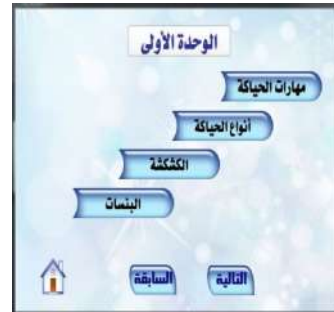 الوحدة الأولى
مهارات الحياكة
أنواع الحياكة
الكشكشة
البنسات
التالية
السابقة